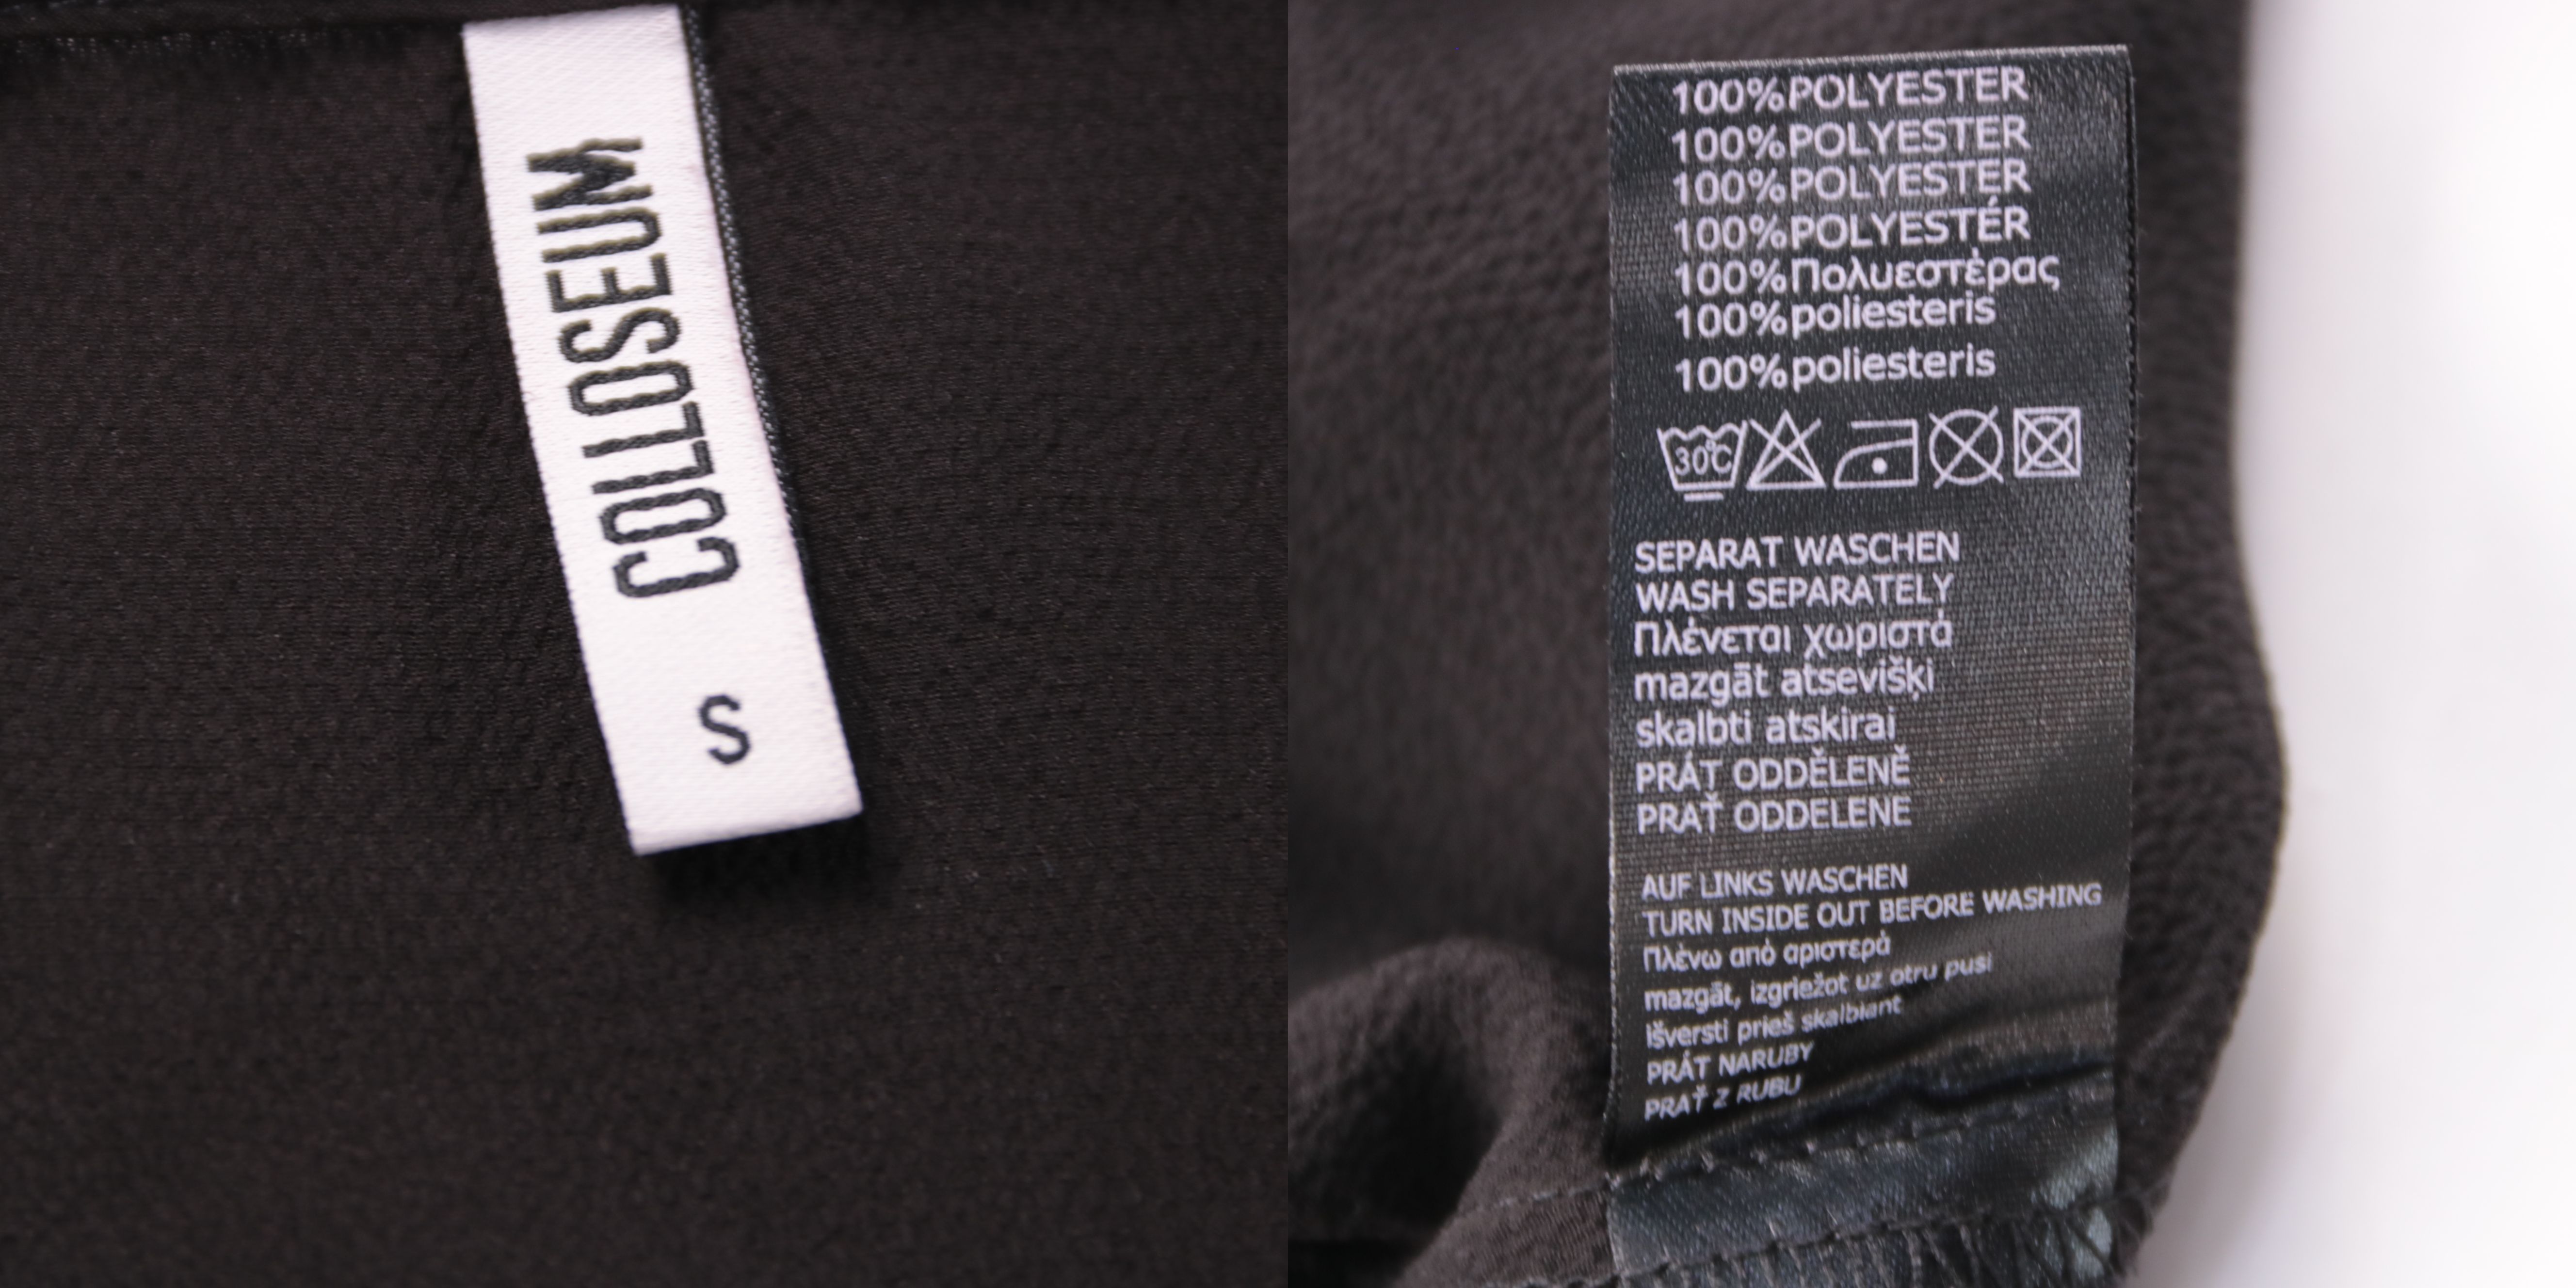 COLLOSEUM
S
100%POLYESTER
100%POLYESTER
100%POLYESTER
100%POLYESTÉR
100%Πολυεστέρας
100%poliesteris
100%poliesteris
30°C
SEPARAT WASCHEN
WASH SEPARATELY
Πλένεται χωριστά
mazgāt atsevišķi
skalbti atskirai
PRÁT ODDĚLENĚ
PRAŤ ODDELENE
AUF LINKS WASCHEN
TURN INSIDE OUT BEFORE WASHING
Πλένω από αριστερά
mazgāt, izgriežot uz otru pusi
išversti prieš skalbiant
PRÁT NARUBY
PRAŤ Z RUBU